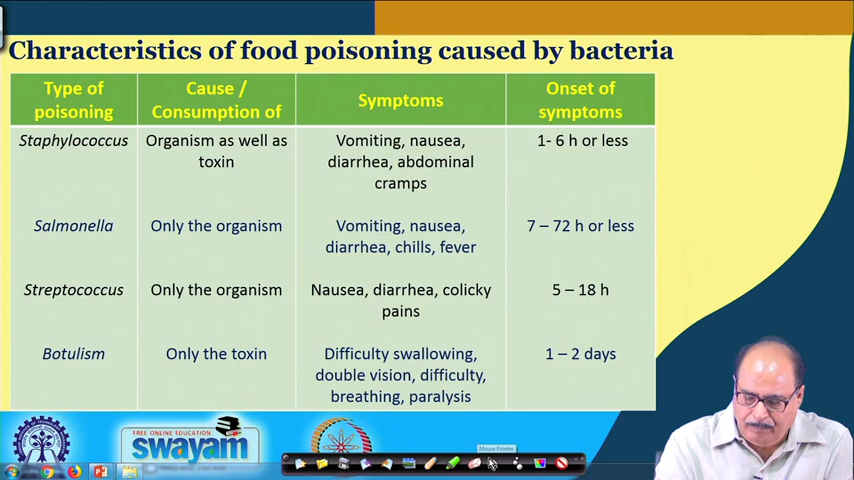 Characteristics of food poisoning caused by bacteria
Type of poisoning
Cause / Consumption of
Symptoms
Onset of symptoms
Staphylococcus
Organism as well as toxin
Vomiting, nausea, diarrhea, abdominal cramps
1- 6 h or less
Salmonella
Only the organism
Vomiting, nausea, diarrhea, chills, fever
7 – 72 h or less
Streptococcus
Only the organism
Nausea, diarrhea, colicky pains
5 – 18 h
Botulism
Only the toxin
Difficulty swallowing, double vision, difficulty, breathing, paralysis
1 – 2 days
FREE ONLINE EDUCATION
swayam
Mouse Pointer